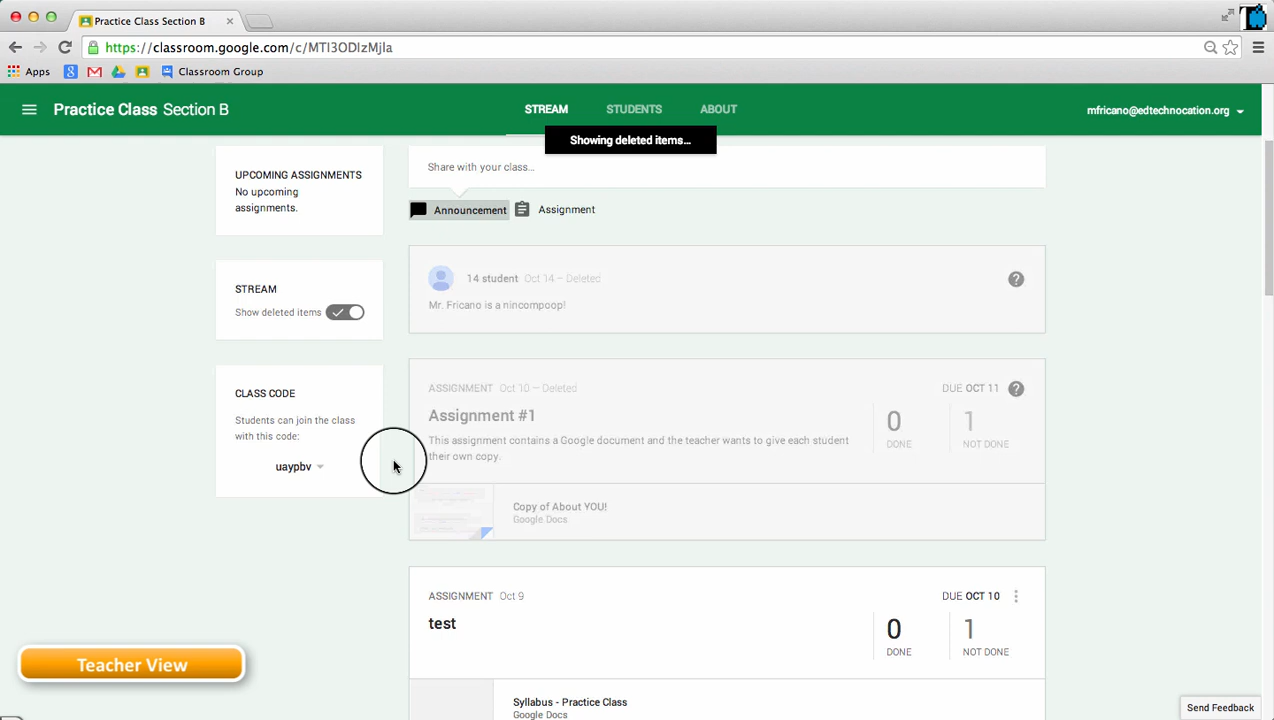 Practice Class Section B
https://classroom.google.com/c/MTI3ODIzMjIa
Apps
Classroom Group
Practice Class Section B
STREAM
STUDENTS
ABOUT
mfricano@edtechnocation.org
Showing deleted items...
UPCOMING ASSIGNMENTS
No upcoming
assignments.
STREAM
Show deleted items
CLASS CODE
Students can join the class
with this code:
uaypbv
Share with your class...
Announcement
Assignment
14 student Oct 14 – Deleted
Mr. Fricano is a nincompoop!
ASSIGNMENT Oct 10 – Deleted
DUE OCT 11
Assignment #1
This assignment contains a Google document and the teacher wants to give each student
their own copy.
0
DONE
1
NOT DONE
Copy of About YOU!
Google Docs
ASSIGNMENT Oct 9
DUE OCT 10
test
0
DONE
1
NOT DONE
Syllabus - Practice Class
Google Docs
Teacher View
Send Feedback